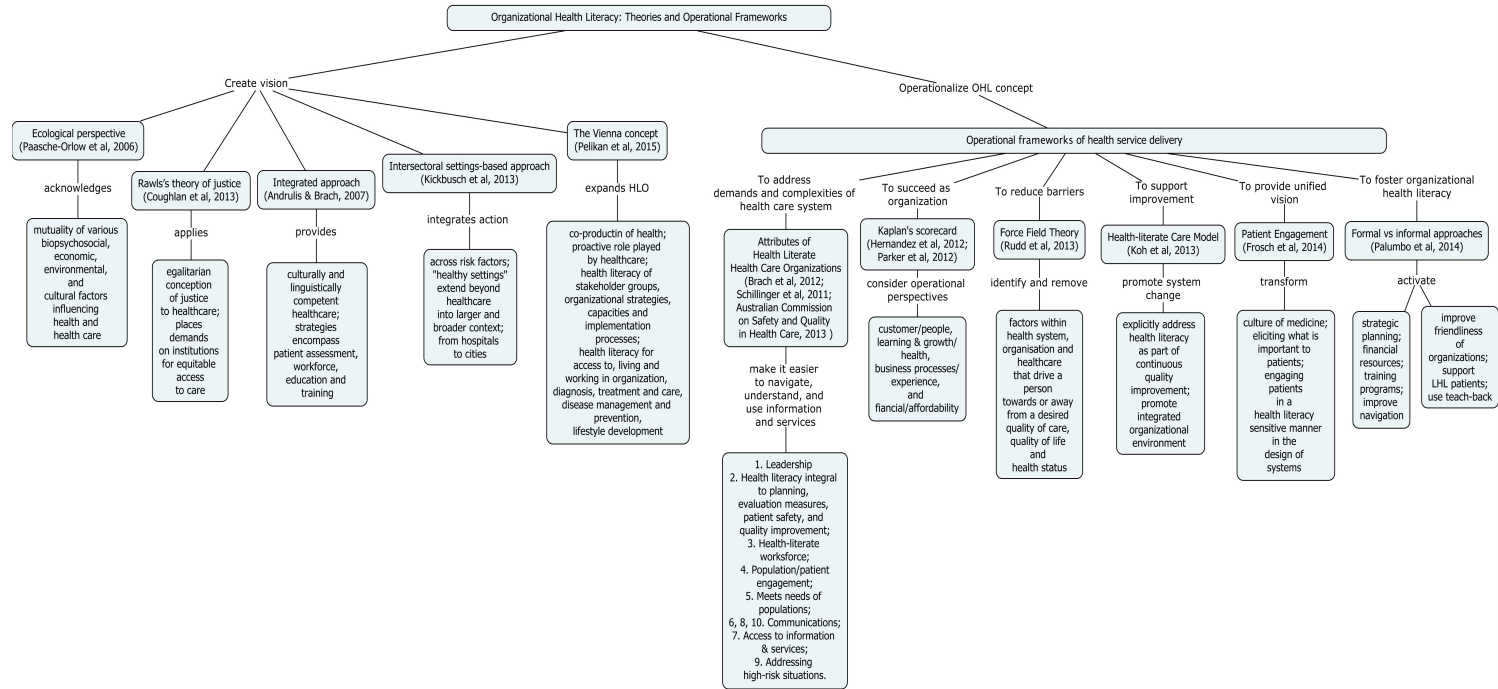 Organizational Health Literacy: Theories and Operational Frameworks
Create vision
Ecological perspective
(Paasche-Orlow et al, 2006)
acknowledges
mutuality of various
biopsychosocial,
economic,
environmental,
and
cultural factors
influencing
health and
health care
Rawls's theory of justice
(Coughlan et al, 2013)
applies
egalitarian
conception
of justice
to healthcare;
places
demands
on institutions
for equitable
access
to care
Integrated approach
(Andrulis & Brach, 2007)
provides
culturally and
linguistically
competent
healthcare;
strategies
encompass
patient assessment,
workforce,
education and
training
Intersectoral settings-based approach
(Kickbusch et al, 2013)
integrates action
across risk factors;
"healthy settings"
extend beyond
healthcare
into larger and
broader context;
from hospitals
to cities
The Vienna concept
(Pelikan et al, 2015)
expands HLO
co-productin of health;
proactive role played
by healthcare;
health literacy of
stakeholder groups,
organizational strategies,
capacities and
implementation
processes;
health literacy for
access to, living and
working in organization,
diagnosis, treatment and care,
disease management and
prevention,
lifestyle development
Operationalize OHL concept
Operational frameworks of health service delivery
To address
demands and complexities of
health care system
Attributes of
Health Literate
Health Care Organizations
(Brach et al, 2012;
Schillinger et al, 2011;
Australian Commission
on Safety and Quality
in Health Care, 2013 )
make it easier
to navigate,
understand, and
use information
and services
1. Leadership
2. Health literacy integral
to planning,
evaluation measures,
patient safety, and
quality improvement;
3. Health-literate
worksforce;
4. Population/patient
engagement;
5. Meets needs of
populations;
6, 8, 10. Communications;
7. Access to information
& services;
9. Addressing
high-risk situations.
To succeed as
organization
Kaplan's scorecard
(Hernandez et al, 2012;
Parker et al, 2012)
consider operational
perspectives
customer/people,
learning & growth/
health,
business processes/
experience,
and
fiancial/affordability
To reduce barriers
Force Field Theory
(Rudd et al, 2013)
identify and remove
factors within
health system,
organisation and
healthcare
that drive a
person
towards or away
from a desired
quality of care,
quality of life
and
health status
To support
improvement
Health-literate Care Model
(Koh et al, 2013)
promote system
change
explicitly address
health literacy
as part of
continuous
quality
improvement;
promote
integrated
organizational
environment
To provide unified
vision
Patient Engagement
(Frosch et al, 2014)
transform
culture of medicine;
eliciting what is
important to
patients;
engaging
patients
in a
health literacy
sensitive manner
in the
design of
systems
To foster organizational
health literacy
Formal vs informal approaches
(Palumbo et al, 2014)
activate
strategic
planning;
financial
resources;
training
programs;
improve
navigation
improve
friendliness
of
organizations;
support
LHL patients;
use teach-back